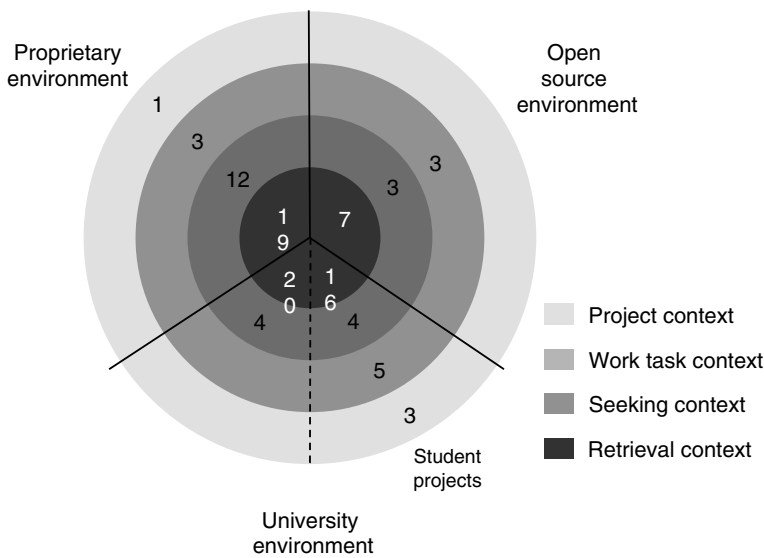 Proprietary
environment
Open
source
environment
1
3
3
12
3
1
9
7
2
0
1
6
4
4
5
3
Project context
Work task context
Seeking context
Retrieval context
Student
projects
University
environment